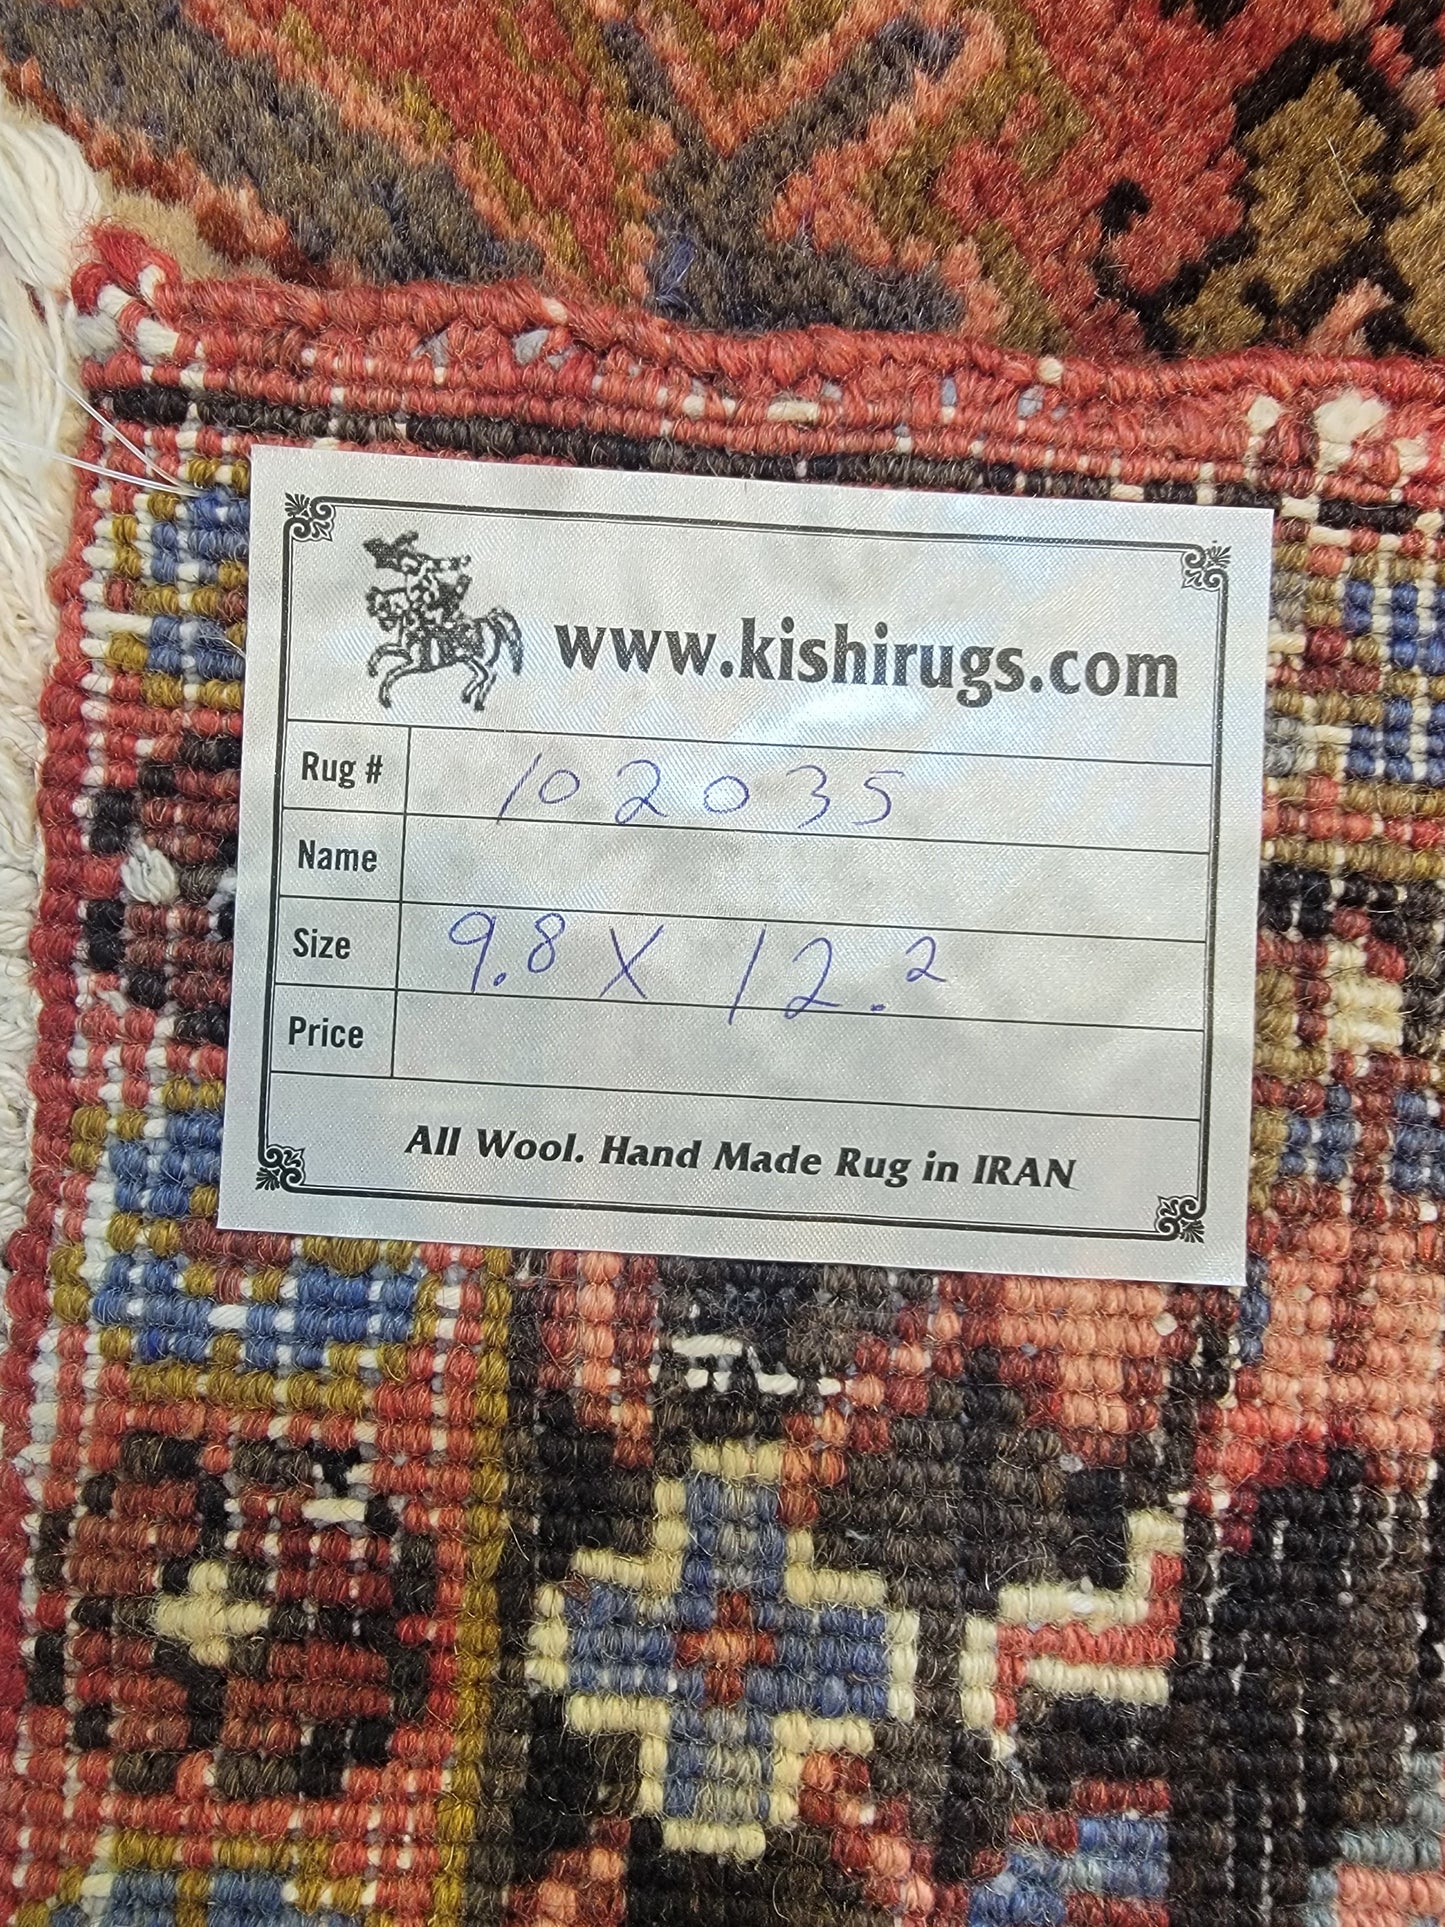 www.kishirugs.com
Rug # 102035
Name
Size 9.8 X 12.2
Price
All Wool. Hand Made Rug in IRAN